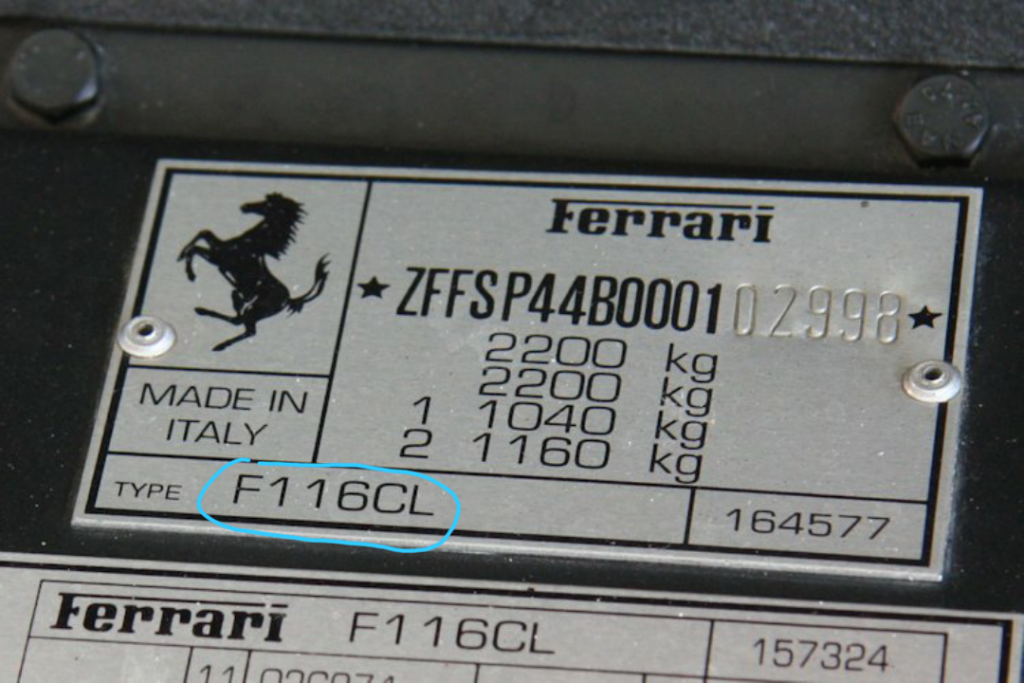 Ferrari
★ ZFFSP44B000102998 ★
2200 kg
2200 kg
1 1040 kg
2 1160 kg
MADE IN
ITALY
TYPE F116CL
164577
Ferrari F116CL 157324
11